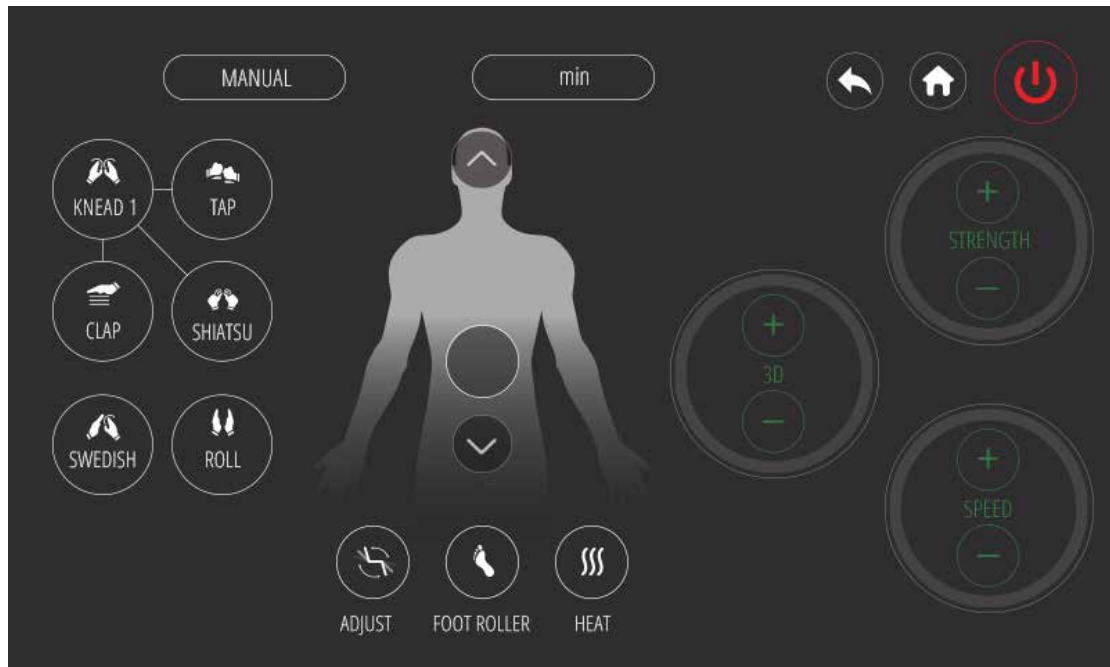 MANUAL
min
KNEAD 1
TAP
STRENGTH
CLAP
SHIATSU
3D
SWEDISH
ROLL
SPEED
ADJUST
FOOT ROLLER
HEAT